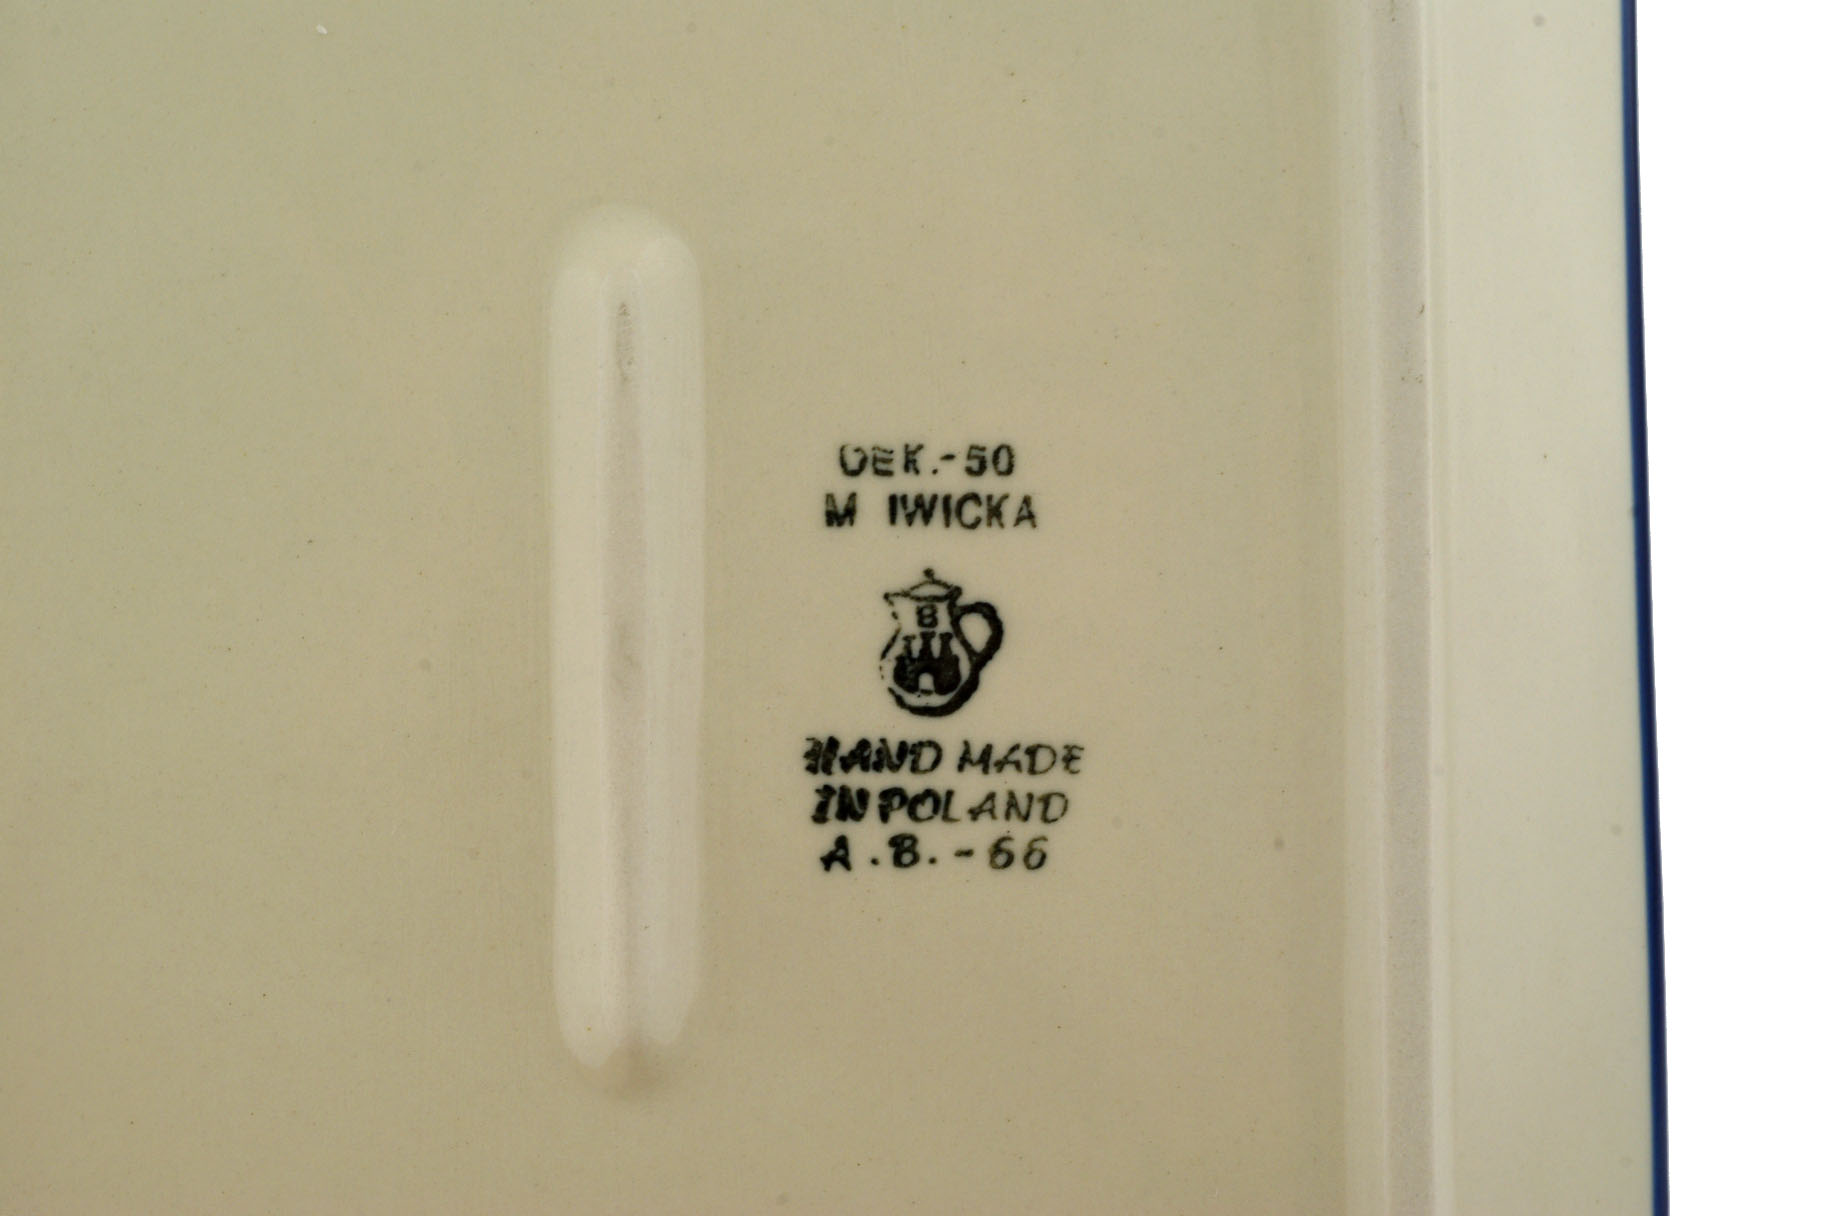 DEK.-50
M IWICKA
B
HAND MADE
IN POLAND
A.B.-66